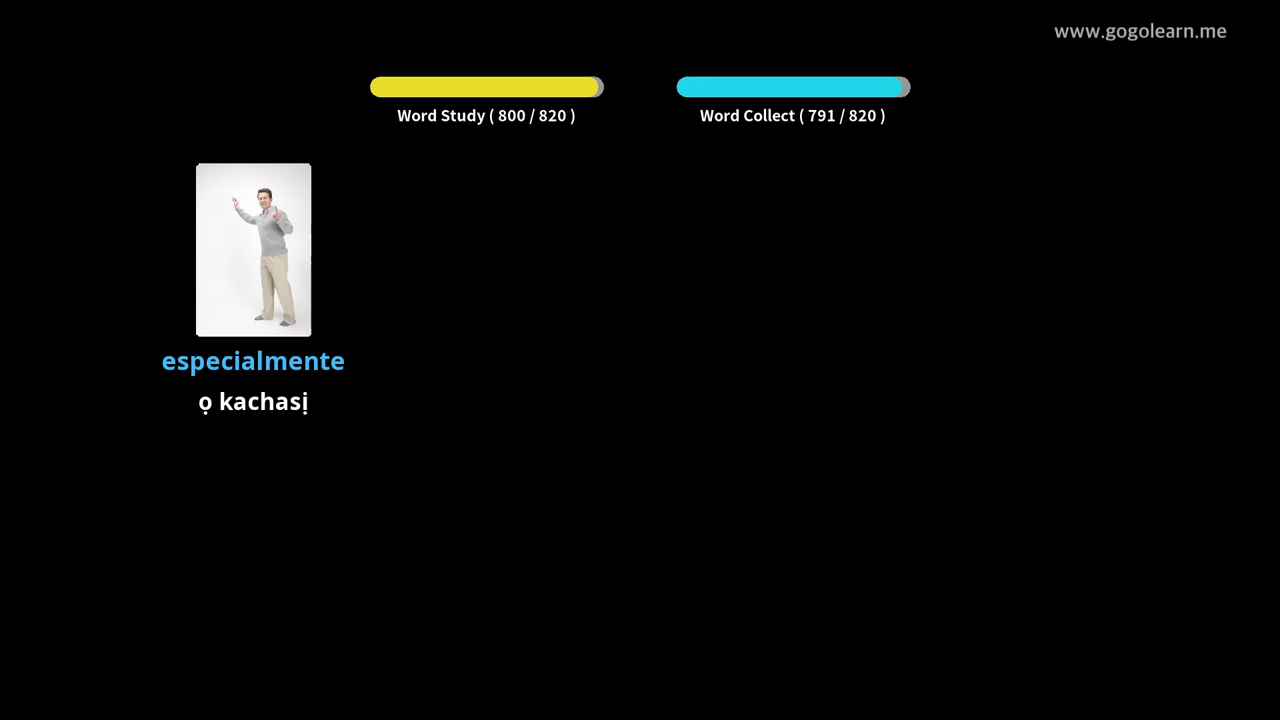 www.gogolearn.me
Word Study ( 800 / 820 )
Word Collect ( 791 / 820 )
especialmente
ọ kachasị